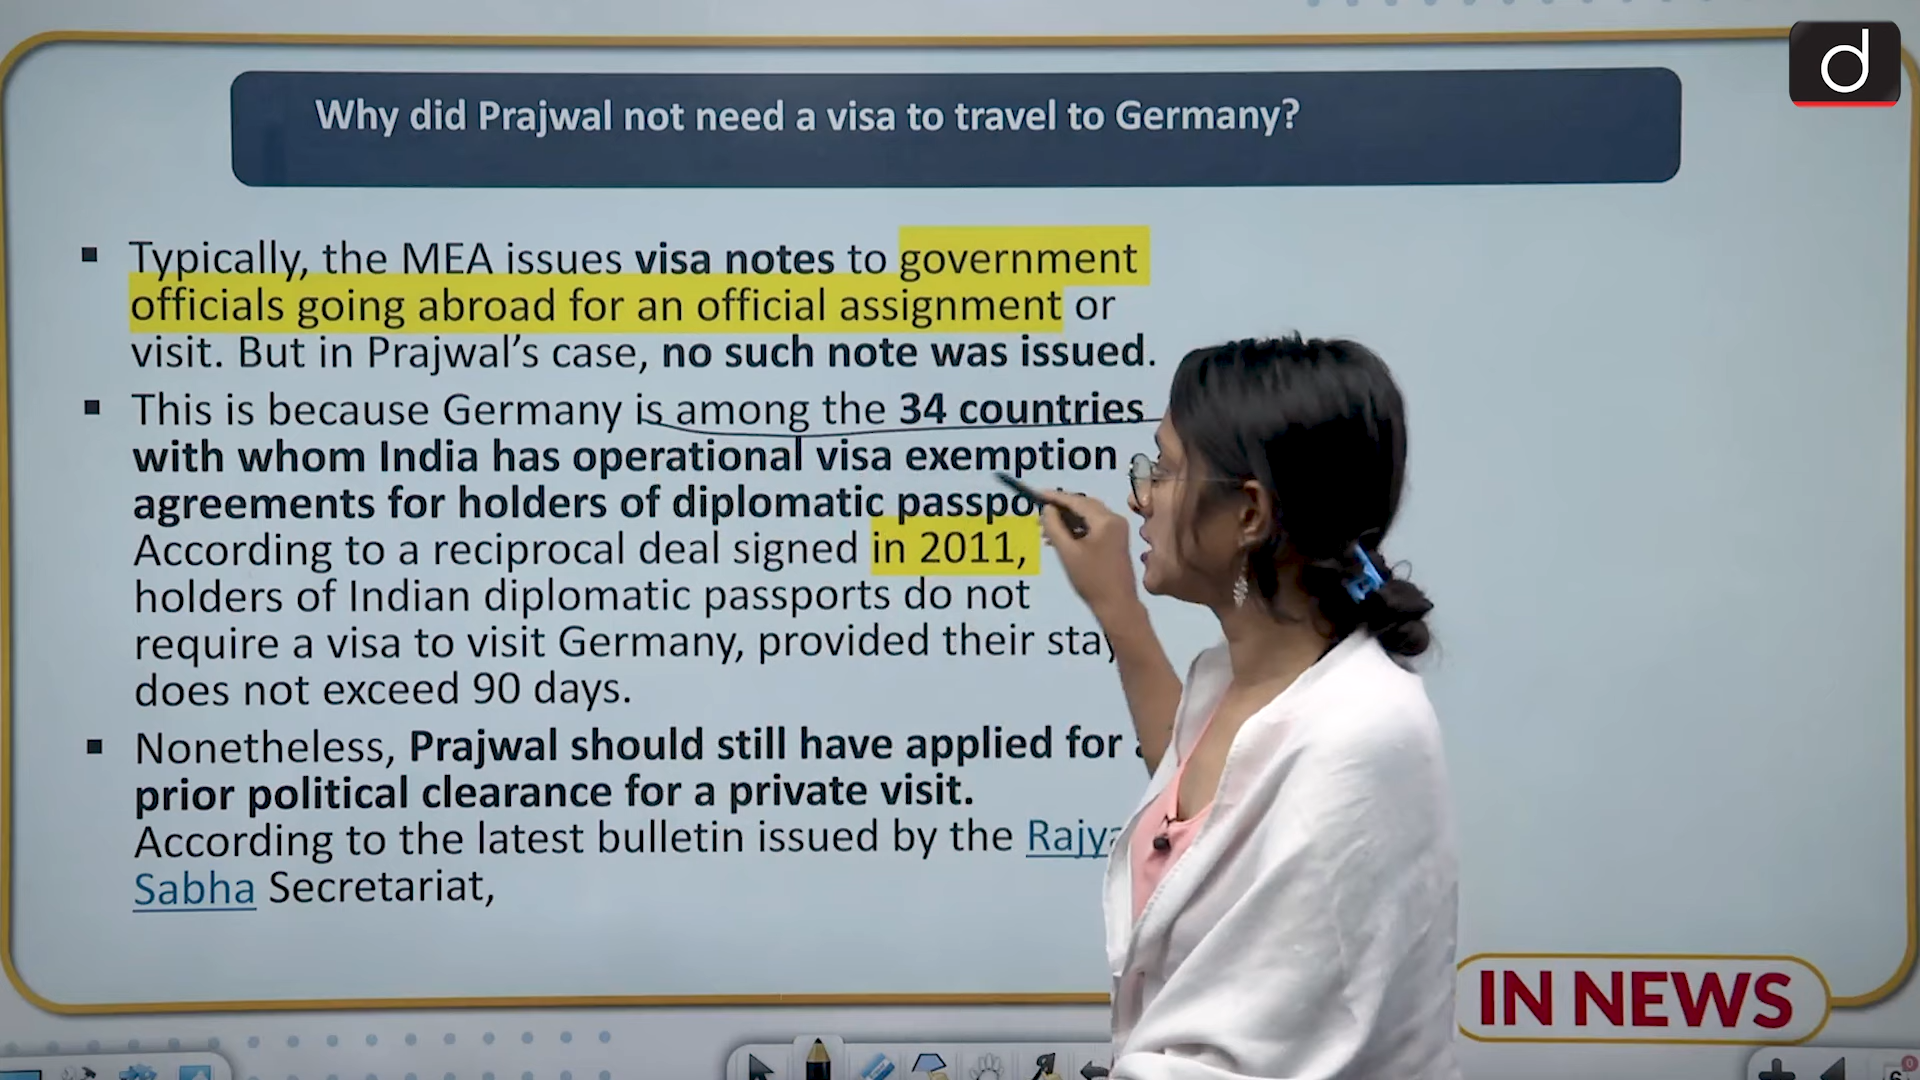 d
Why did Prajwal not need a visa to travel to Germany?
Typically, the MEA issues visa notes to government
officials going abroad for an official assignment or
visit. But in Prajwal’s case, no such note was issued.
This is because Germany is among the 34 countries
with whom India has operational visa exemption
agreements for holders of diplomatic
According to a reciprocal deal signed in 2011,
holders of Indian diplomatic passports do not
require a visa to visit Germany, provided their stay
does not exceed 90 days.
Nonetheless, Prajwal should still have applied for a
prior political clearance for a private visit.
According to the latest bulletin issued by the Rajya
Sabha Secretariat,
IN NEWS